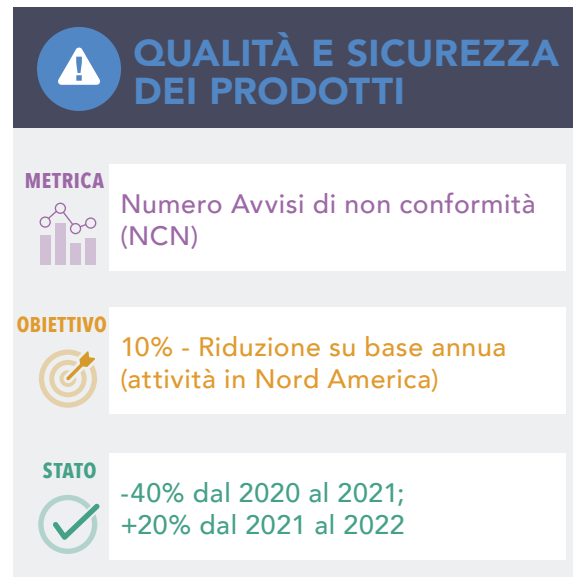 QUALITÀ E SICUREZZA
DEI PRODOTTI
METRICA
Numero Avvisi di non conformità
(NCN)
OBIETTIVO
10% - Riduzione su base annua
(attività in Nord America)
STATO
-40% dal 2020 al 2021;
+20% dal 2021 al 2022